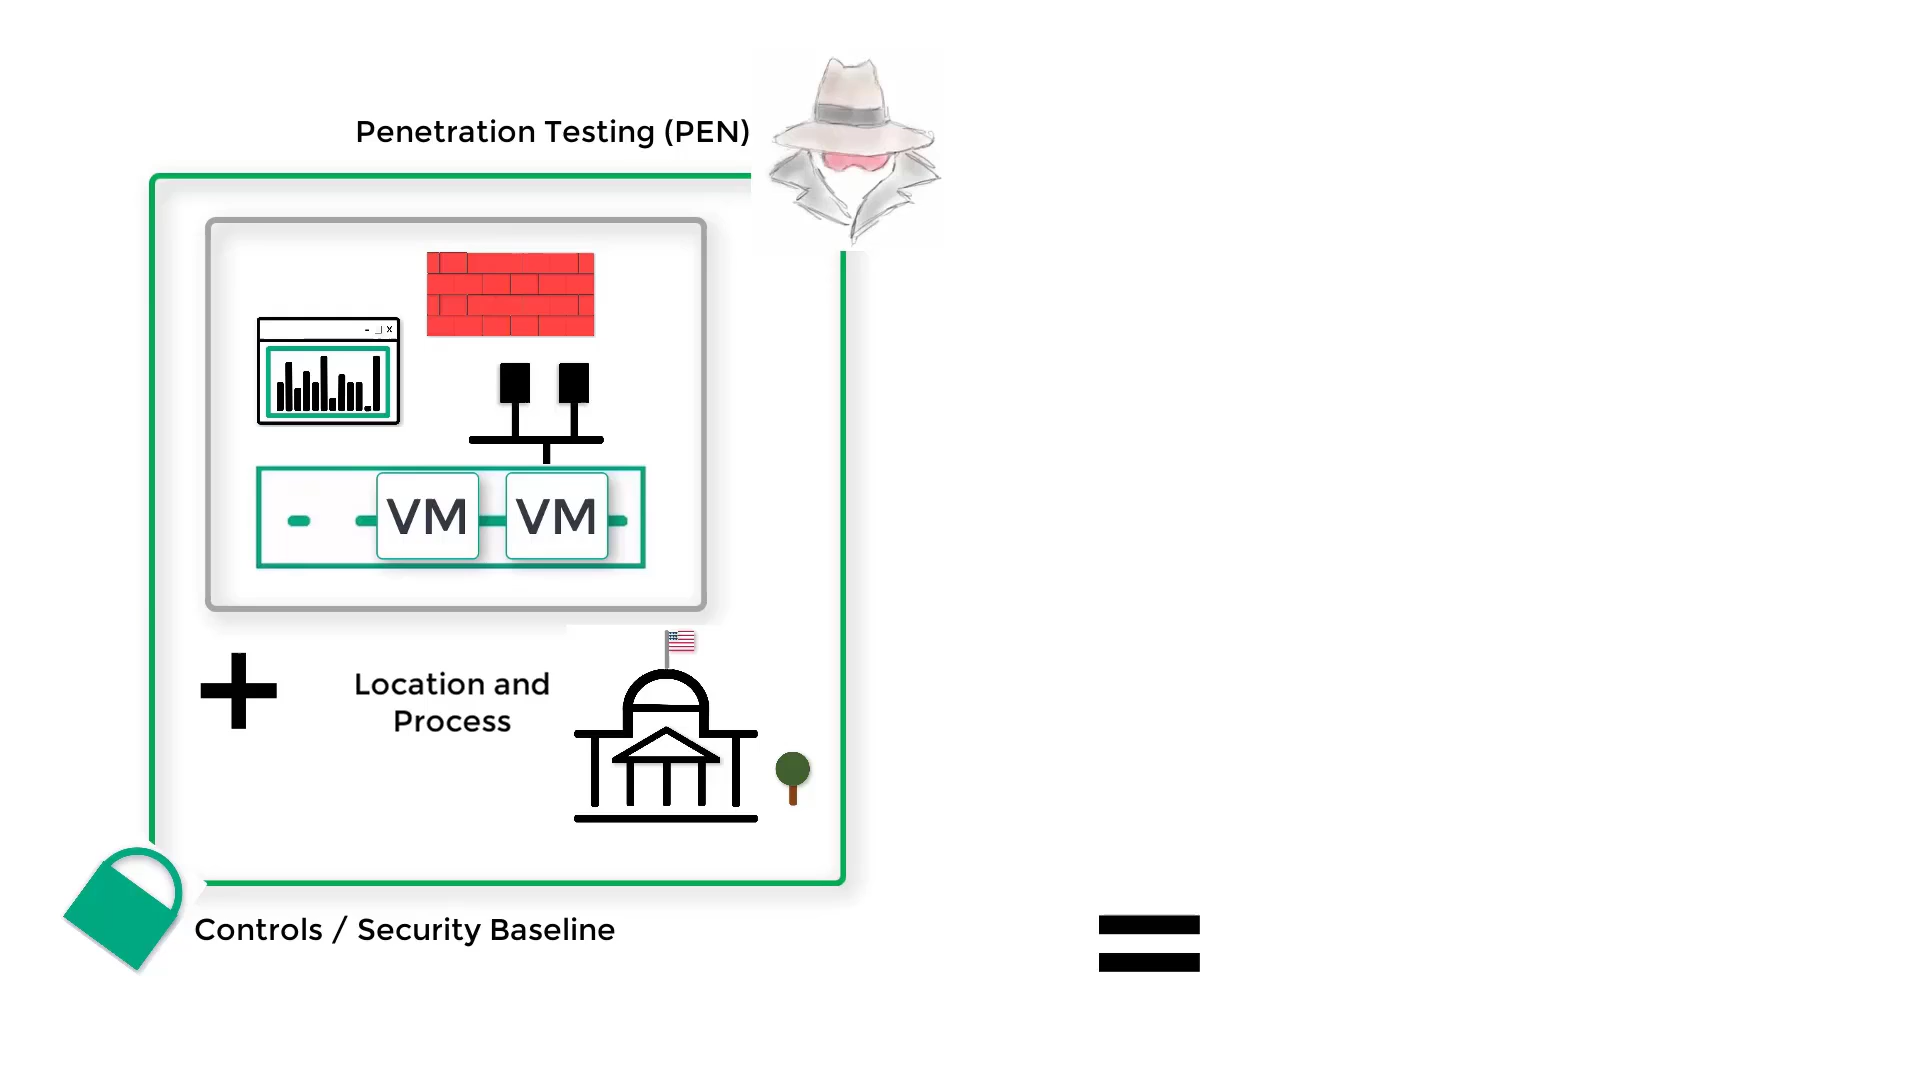 Penetration Testing (PEN)
VM VM
Location and
Process
Controls / Security Baseline